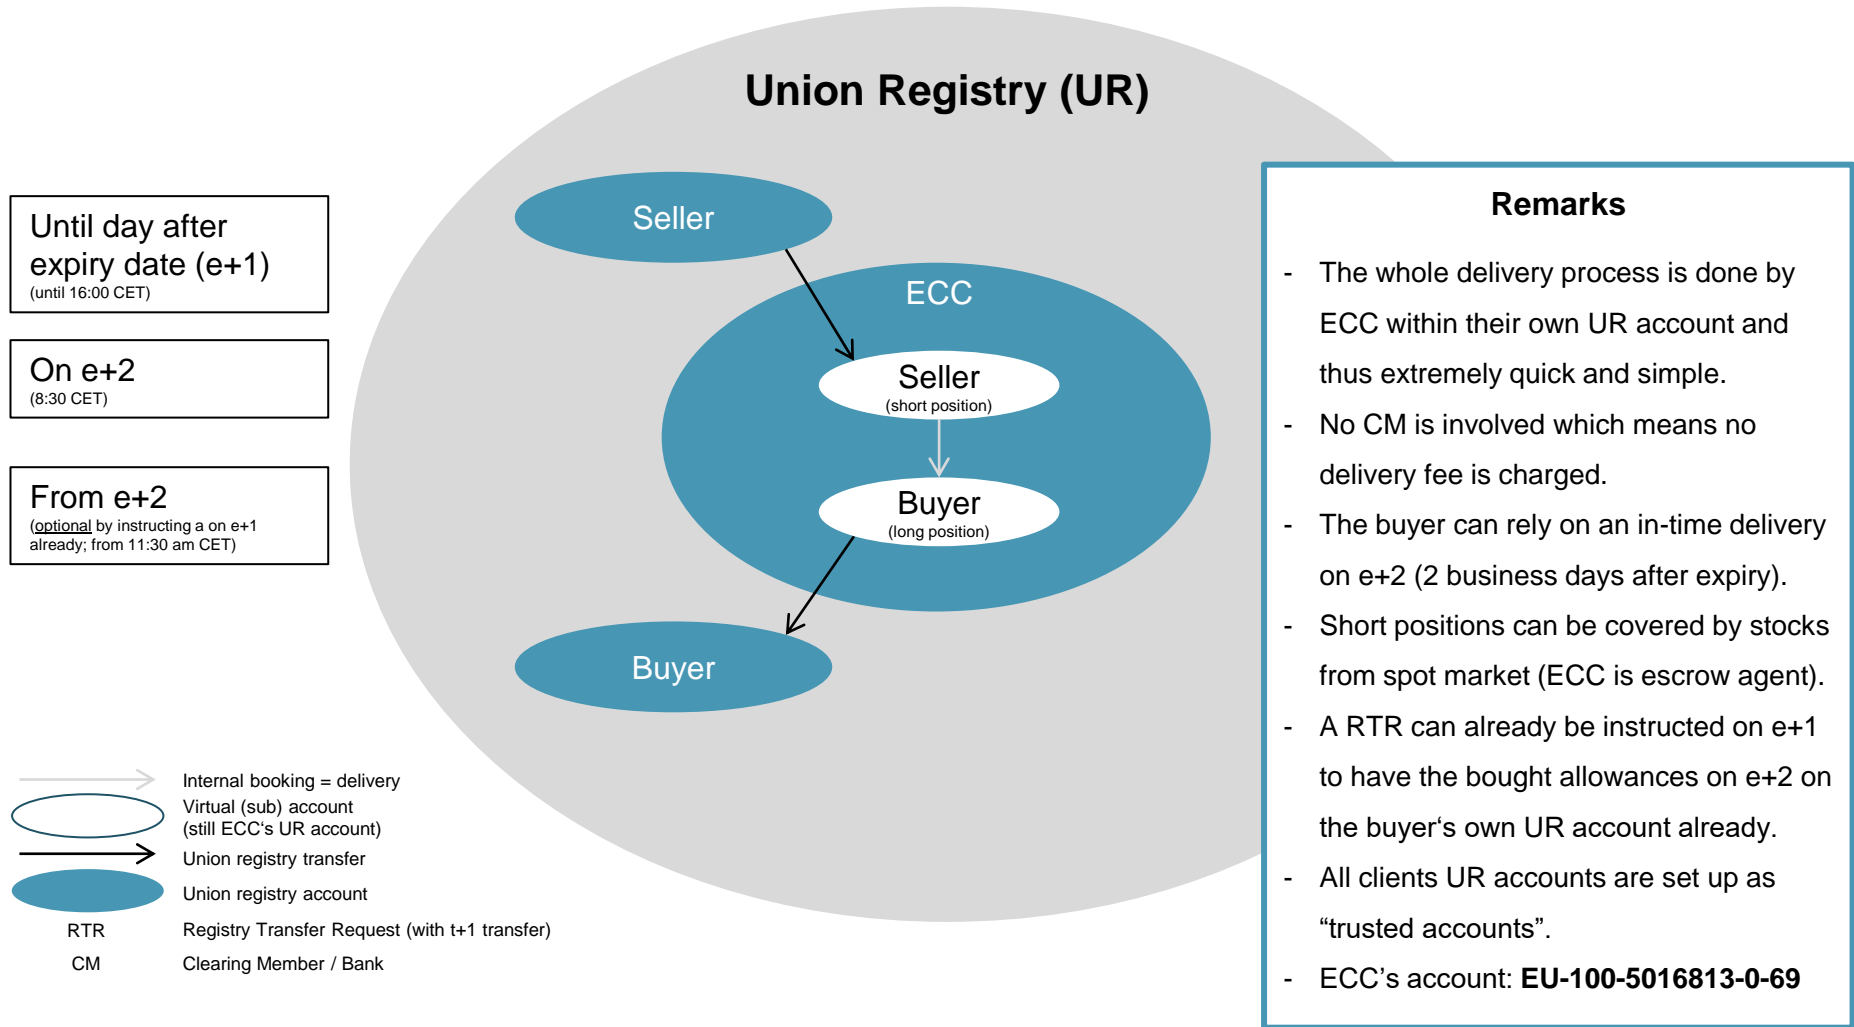 Union Registry (UR)
Until day after
expiry date (e+1)
(until 16:00 CET)
On e+2
(8:30 CET)
From e+2
(optional by instructing a on e+1
already; from 11:30 am CET)
Seller
ECC
Seller
(short position)
Buyer
(long position)
Buyer
Internal booking = delivery
Virtual (sub) account
(still ECC‘s UR account)
Union registry transfer
Union registry account
RTR Registry Transfer Request (with t+1 transfer)
CM Clearing Member / Bank
Remarks
- The whole delivery process is done by
ECC within their own UR account and
thus extremely quick and simple.
- No CM is involved which means no
delivery fee is charged.
- The buyer can rely on an in-time delivery
on e+2 (2 business days after expiry).
- Short positions can be covered by stocks
from spot market (ECC is escrow agent).
- A RTR can already be instructed on e+1
to have the bought allowances on e+2 on
the buyer‘s own UR account already.
- All clients UR accounts are set up as
“trusted accounts”.
- ECC’s account: EU-100-5016813-0-69